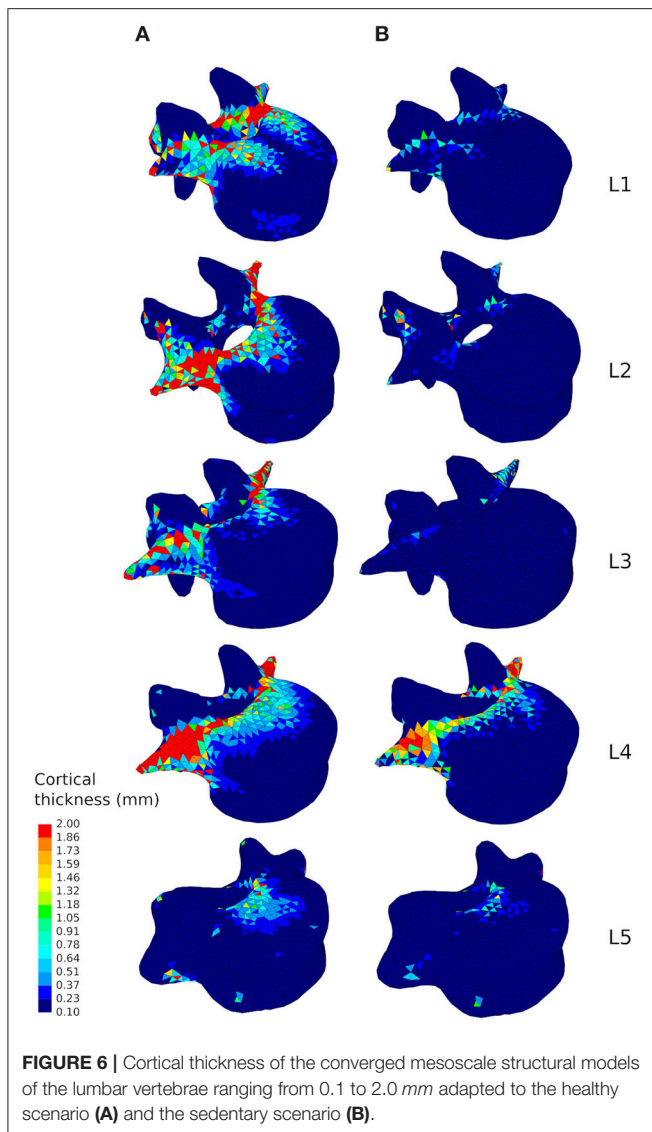 A B
L1
L2
L3
L4
Cortical
thickness (mm)
2.00
1.86
1.73
1.59
1.46
1.32
1.18
1.05
0.91
0.78
0.64
0.51
0.37
0.23
0.10
L5
FIGURE 6 | Cortical thickness of the converged mesoscale structural models
of the lumbar vertebrae ranging from 0.1 to 2.0 mm adapted to the healthy
scenario (A) and the sedentary scenario (B).